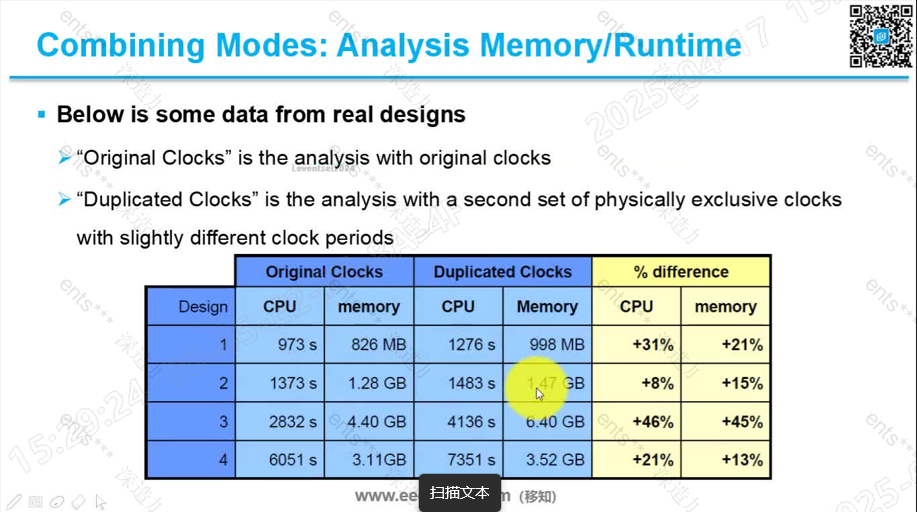 Combining Modes: Analysis Memory/Runtime
Below is some data from real designs
"Original Clocks" is the analysis with original clocks
"Duplicated Clocks" is the analysis with a second set of physically exclusive clocks
with slightly different clock periods
Original Clocks Duplicated Clocks % difference
Design CPU memory CPU Memory CPU memory
1 973 s 826 MB 1276 s 998 MB +31% +21%
2 1373 s 1.28 GB 1483 s 1.47 GB +8% +15%
3 2832 s 4.40 GB 4136 s 6.40 GB +46% +45%
4 6051 s 3.11GB 7351 s 3.52 GB +21% +13%
扫描文本
(移知)